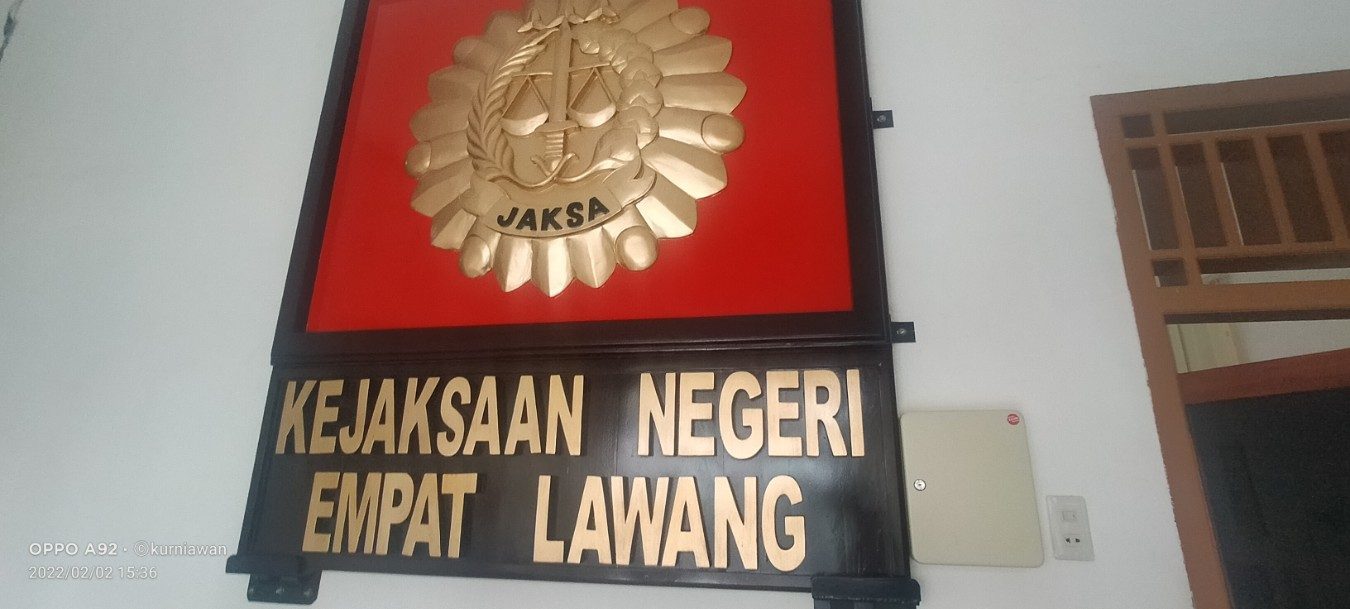 JAKSA
KEJAKSAAN NEGERI
EMPAT LAWANG
OPPO A92 · ©kurniawan
2022/02/02 15:36